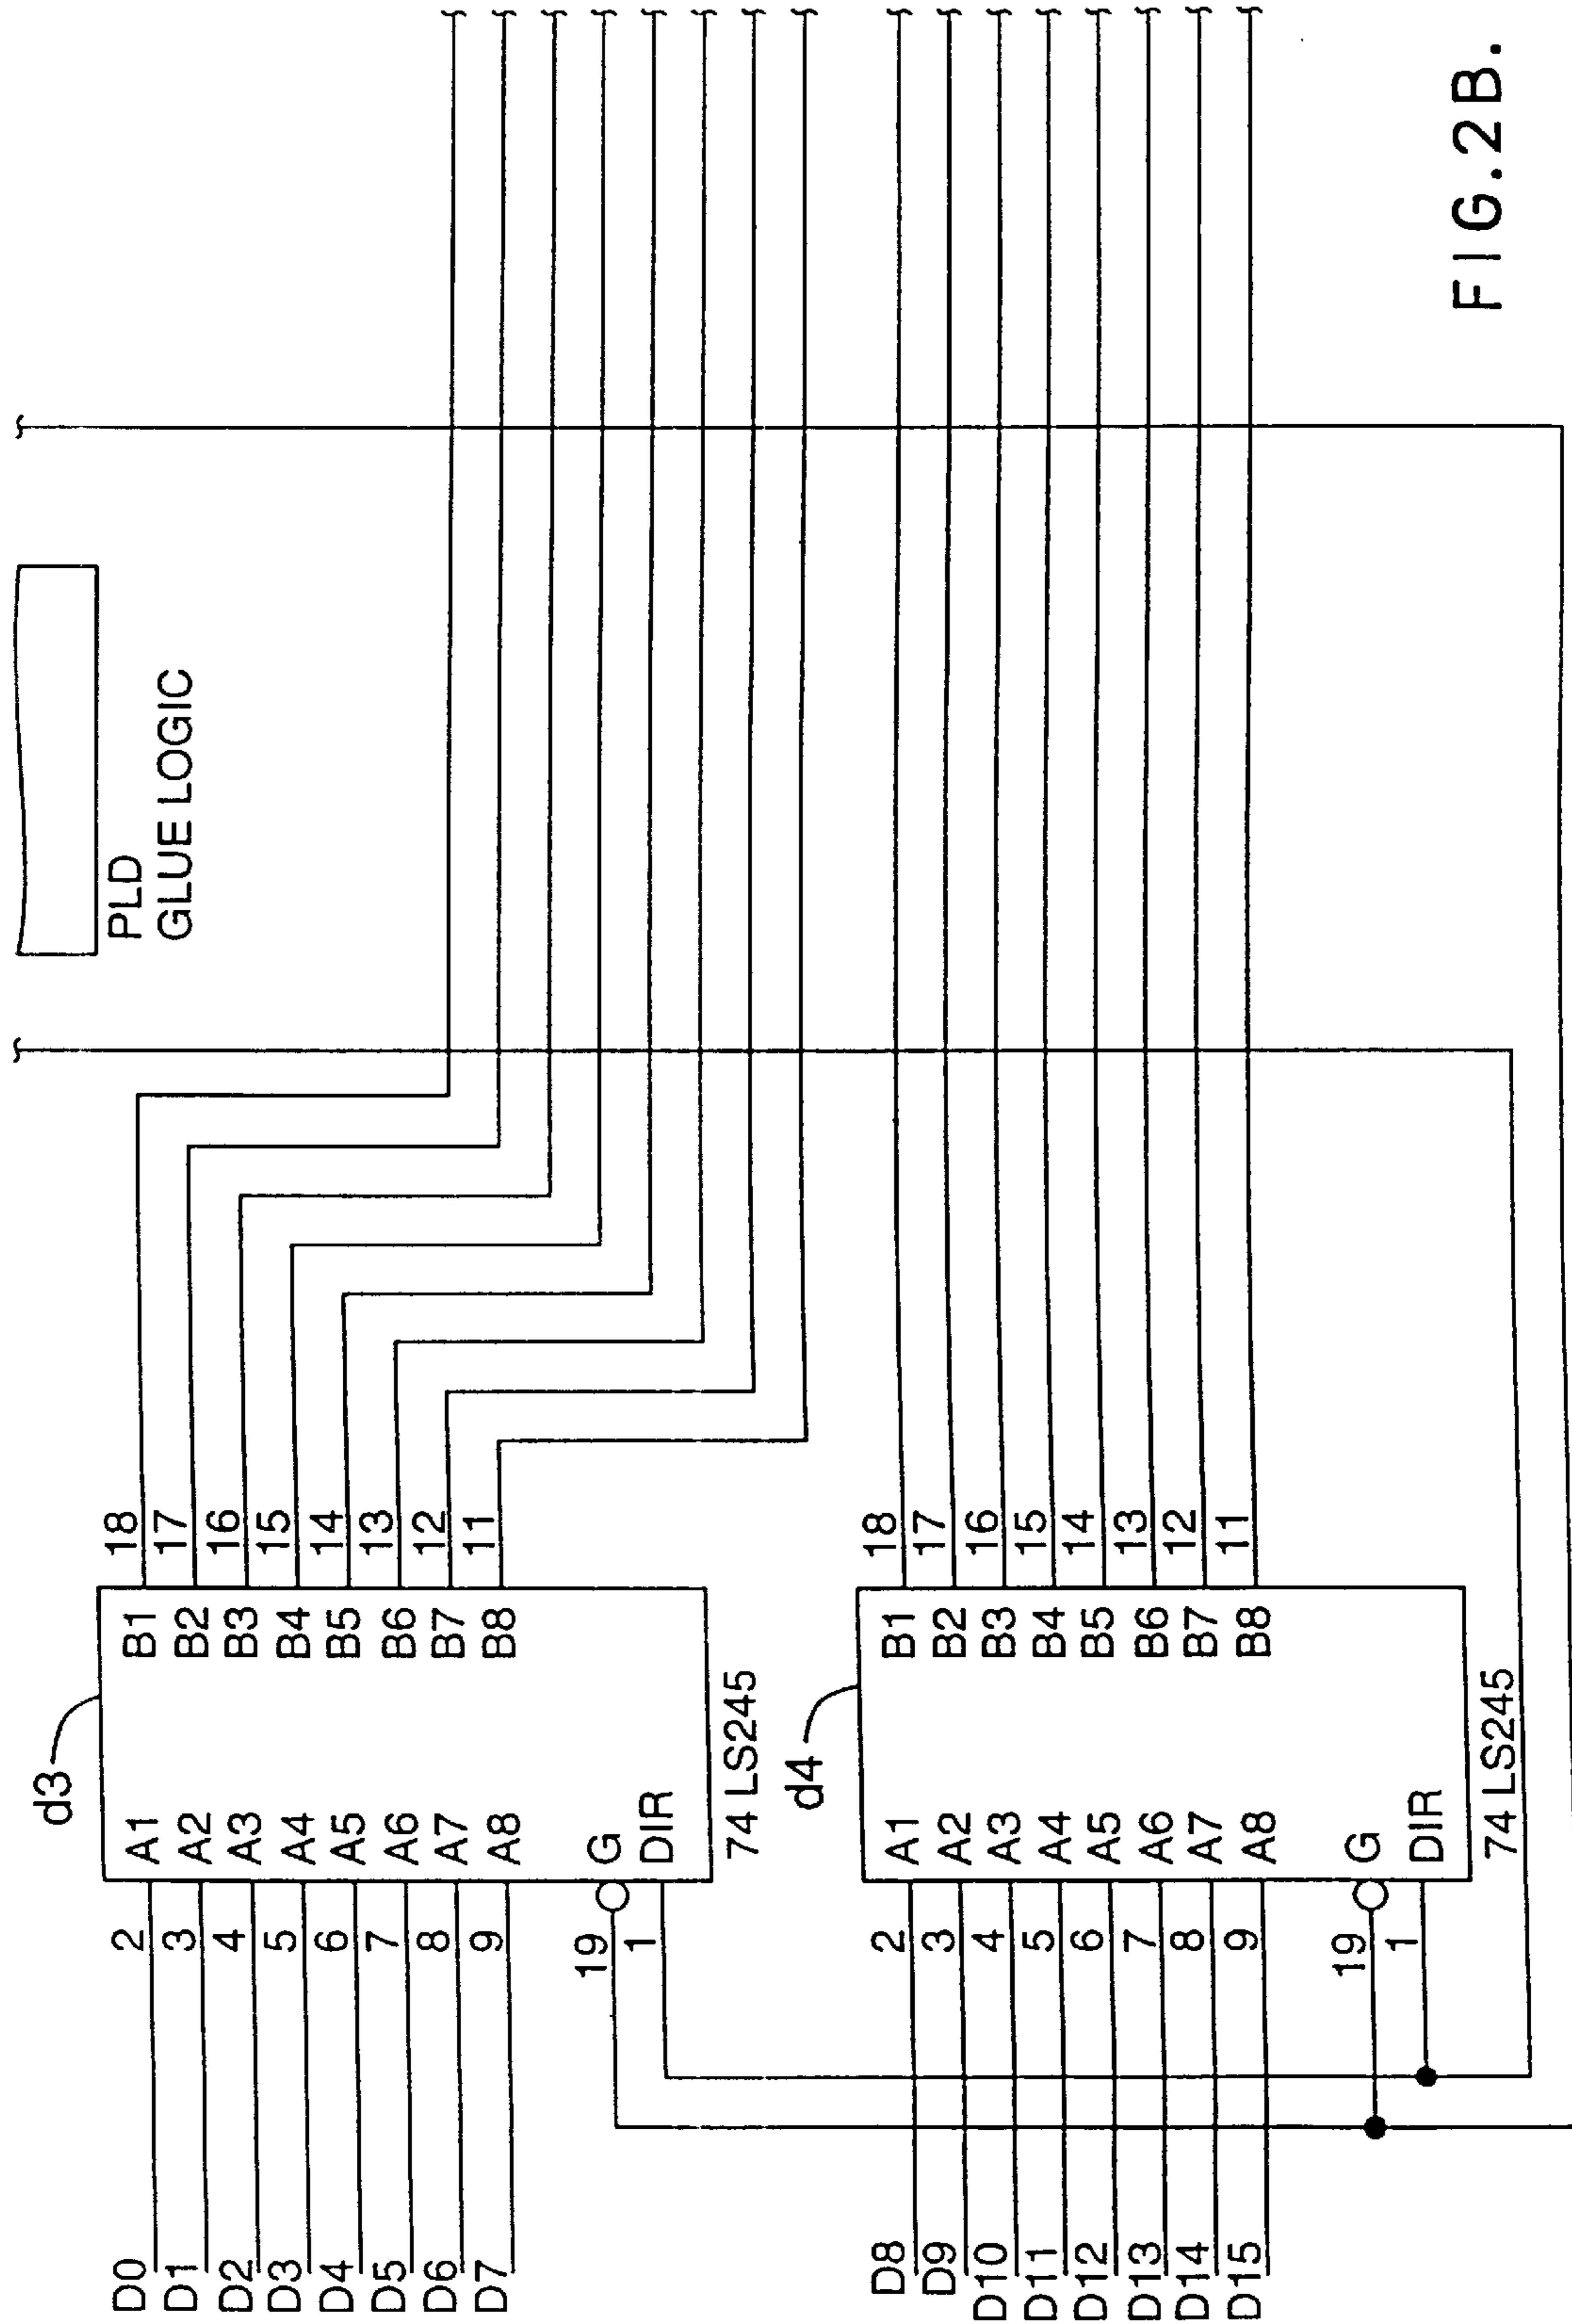 PLD
GLUE LOGIC
d3
D0 2 A1 B1 18
D1 3 A2 B2 17
D2 4 A3 B3 16
D3 5 A4 B4 15
D4 6 A5 B5 14
D5 7 A6 B6 13
D6 8 A7 B7 12
D7 9 A8 B8 11
19 G
1 DIR
74 LS245
d4
D8 2 A1 B1 18
D9 3 A2 B2 17
D10 4 A3 B3 16
D11 5 A4 B4 15
D12 6 A5 B5 14
D13 7 A6 B6 13
D14 8 A7 B7 12
D15 9 A8 B8 11
19 G
1 DIR
74 LS245
FIG.2B.